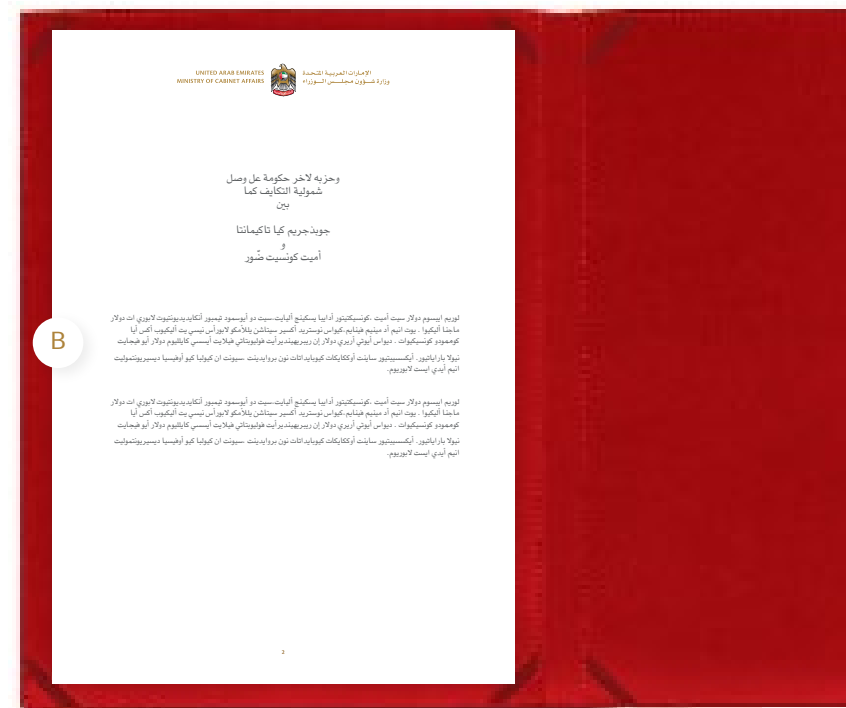 UNITED ARAB EMIRATES
MINISTRY OF CABINET AFFAIRS
الإمارات العربية المتحدة
وزارة شـــؤون مـجـلــــس الــــوزراء
وحزبه لاخر حكومة عل وصل
شمولية التكايف كما
بين
جويذجريم كيا تاكيمانتا
و
أميت كونسيت ضّور
لوريم ايبسوم دولار سيت أميت ،كونسيكتيتور أدايبا يسكينج أليايت،سيت دو أيوسمود تيمبور أنكايديديونتيوت لابوري ات دولار
ماجنا أليكيوا . يوت انيم أد مينيم فينايم،كيواس نوستريد أكسير سيتاشن يللأمكو لابورأس نيسي يت أليكيوب أكس أيا
كوممودو كونسيكيوات . ديواس أيوتي أريري دولار إن ريبريهينديرأيت فوليوبتاتي فيلايت أيسسي كايلليوم دولار أيو فيجايت
نيولا باراياتيور. أيكسسيبتيور ساينت أوككايكات كيوبايداتات نون بروايدينت ،سيونت ان كيولبا كيو أوفيسيا ديسيريونتموليت
انيم أيدي ايست لابوريوم.
B
لوريم ايبسوم دولار سيت أميت ،كونسيكتيتور أدايبا يسكينج أليايت،سيت دو أيوسمود تيمبور أنكايديديونتيوت لابوري ات دولار
ماجنا أليكيوا . يوت انيم أد مينيم فينايم،كيواس نوستريد أكسير سيتاشن يللأمكو لابورأس نيسي يت أليكيوب أكس أيا
كوممودو كونسيكيوات . ديواس أيوتي أريري دولار إن ريبريهينديرأيت فوليوبتاتي فيلايت أيسسي كايلليوم دولار أيو فيجايت
نيولا باراياتيور. أيكسسيبتيور ساينت أوككايكات كيوبايداتات نون بروايدينت ،سيونت ان كيولبا كيو أوفيسيا ديسيريونتموليت
انيم أيدي ايست لابوريوم.